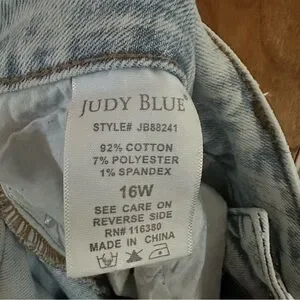 JUDY BLUE®
STYLE# JB88241
92% COTTON
7% POLYESTER
1% SPANDEX
16W
SEE CARE ON
REVERSE SIDE
RN# 116380
MADE IN CHINA